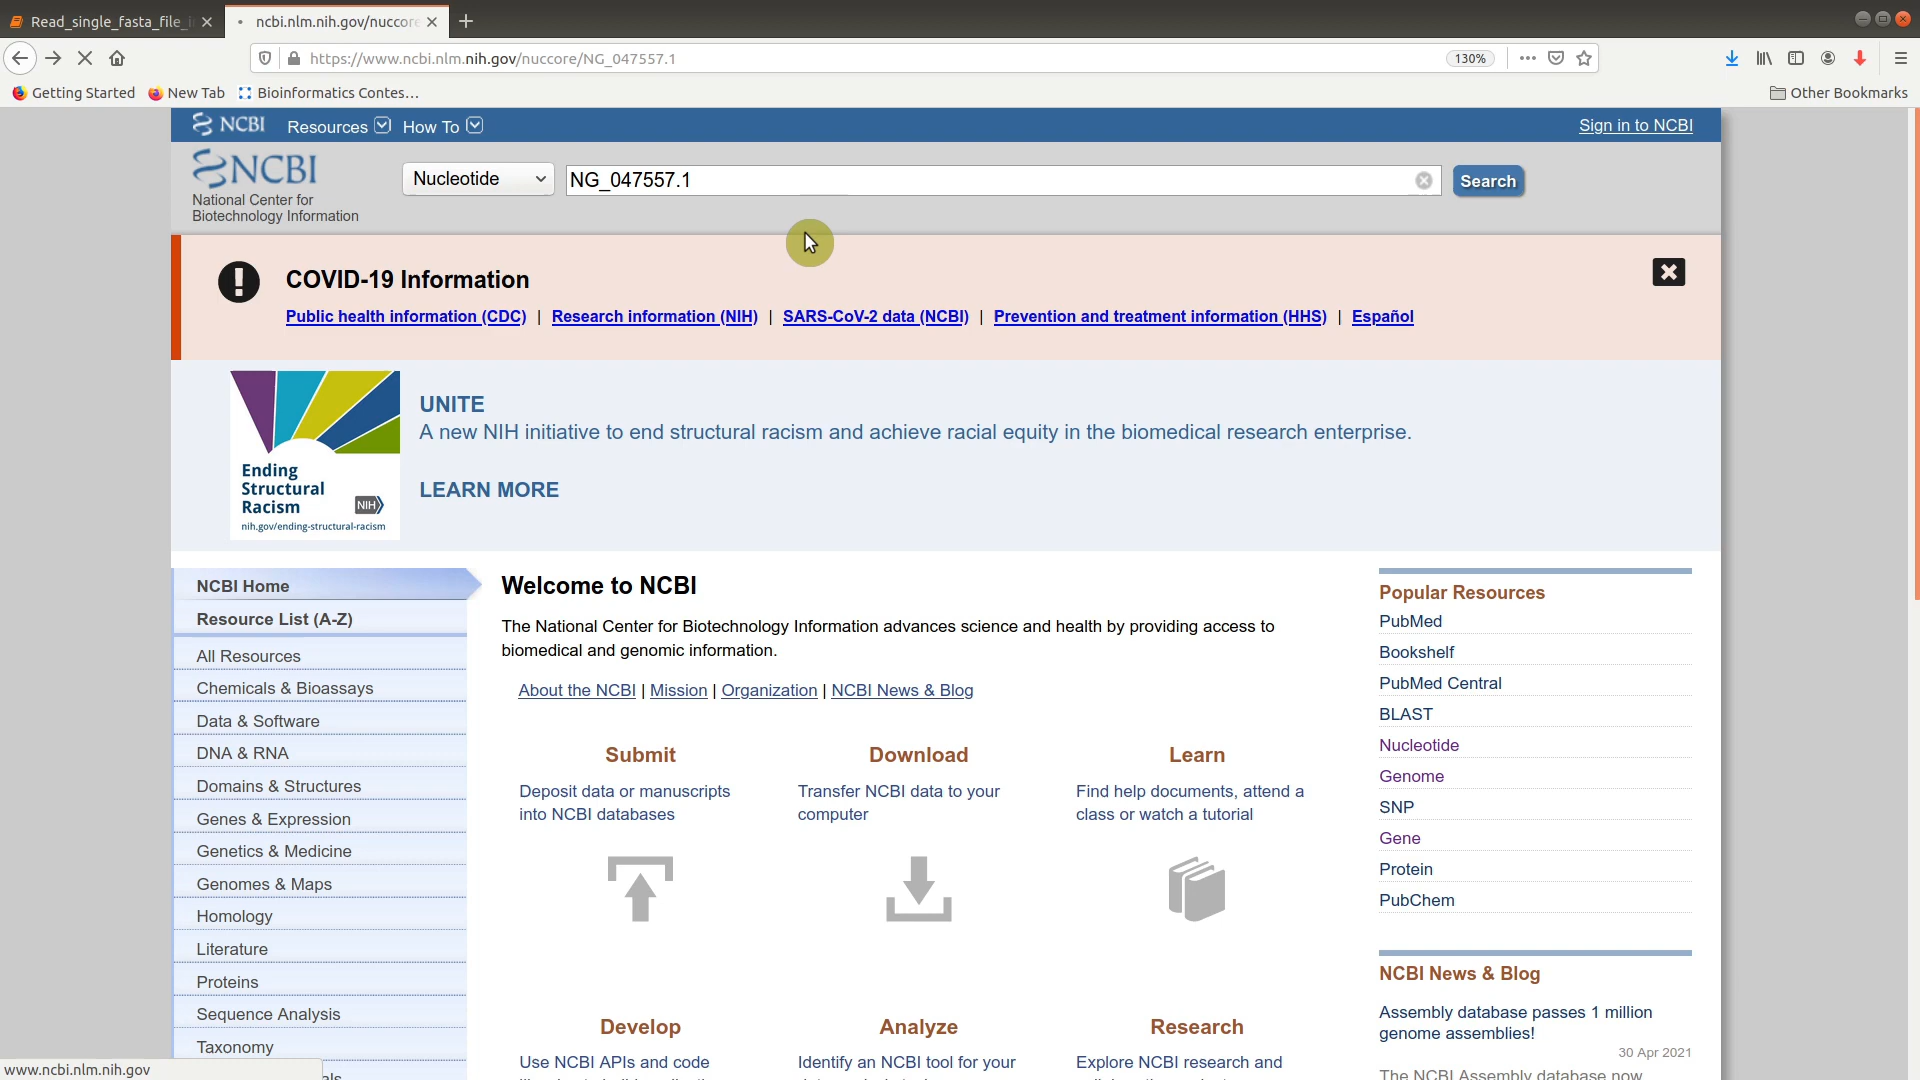 Read_single_fasta_file_i
ncbi.nlm.nih.gov/nuccore
https://www.ncbi.nlm.nih.gov/nuccore/NG_047557.1
130%
Getting Started
New Tab
Bioinformatics Contes...
Other Bookmarks
NCBI
Resources
How To
Sign in to NCBI
NCBI
National Center for
Biotechnology Information
Nucleotide
NG_047557.1
Search
COVID-19 Information
Public health information (CDC) | Research information (NIH) | SARS-CoV-2 data (NCBI) | Prevention and treatment information (HHS) | Español
Ending
Structural
Racism
NIH
nih.gov/ending-structural-racism
UNITE
A new NIH initiative to end structural racism and achieve racial equity in the biomedical research enterprise.
LEARN MORE
NCBI Home
Resource List (A-Z)
All Resources
Chemicals & Bioassays
Data & Software
DNA & RNA
Domains & Structures
Genes & Expression
Genetics & Medicine
Genomes & Maps
Homology
Literature
Proteins
Sequence Analysis
Taxonomy
Welcome to NCBI
The National Center for Biotechnology Information advances science and health by providing access to
biomedical and genomic information.
About the NCBI | Mission | Organization | NCBI News & Blog
Submit
Deposit data or manuscripts
into NCBI databases
Download
Transfer NCBI data to your
computer
Learn
Find help documents, attend a
class or watch a tutorial
Develop
Use NCBI APIs and code
Analyze
Identify an NCBI tool for your
Research
Explore NCBI research and
Popular Resources
PubMed
Bookshelf
PubMed Central
BLAST
Nucleotide
Genome
SNP
Gene
Protein
PubChem
NCBI News & Blog
Assembly database passes 1 million
genome assemblies!
30 Apr 2021
The NCBI Assembly database now
www.ncbi.nlm.nih.gov